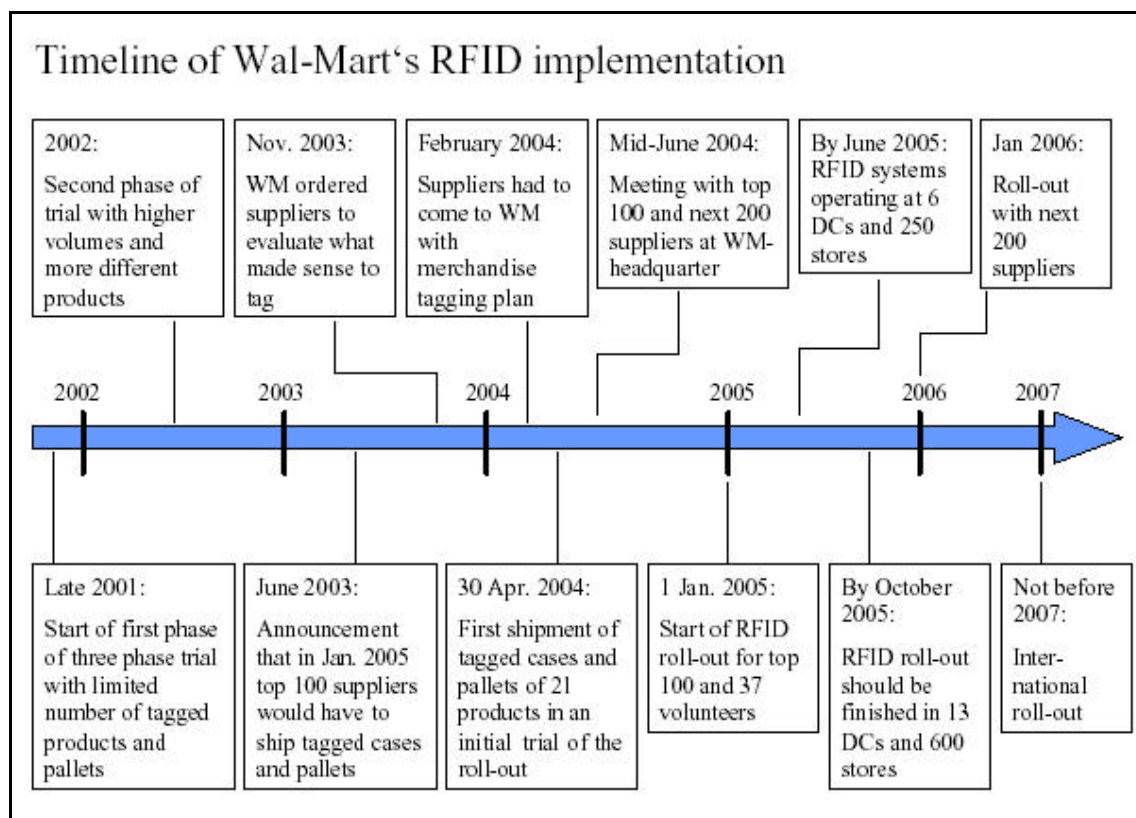 Timeline of Wal-Mart‘s RFID implementation
2002:
Second phase of
trial with higher
volumes and
more different
products
Nov. 2003:
WM ordered
suppliers to
evaluate what
made sense to
tag
February 2004:
Suppliers had to
come to WM
with
merchandise
tagging plan
Mid-June 2004:
Meeting with top
100 and next 200
suppliers at WM-
headquarter
By June 2005:
RFID systems
operating at 6
DCs and 250
stores
Jan 2006:
Roll-out
with next
200
suppliers
2002
2003
2004
2005
2006
2007
Late 2001:
Start of first phase
of three phase trial
with limited
number of tagged
products and
pallets
June 2003:
Announcement
that in Jan. 2005
top 100 suppliers
would have to
ship tagged cases
and pallets
30 Apr. 2004:
First shipment of
tagged cases and
pallets of 21
products in an
initial trial of the
roll-out
1 Jan. 2005:
Start of RFID
roll-out for top
100 and 37
volunteers
By October
2005:
RFID roll-out
should be
finished in 13
DCs and 600
stores
Not before
2007:
Inter-
national
roll-out